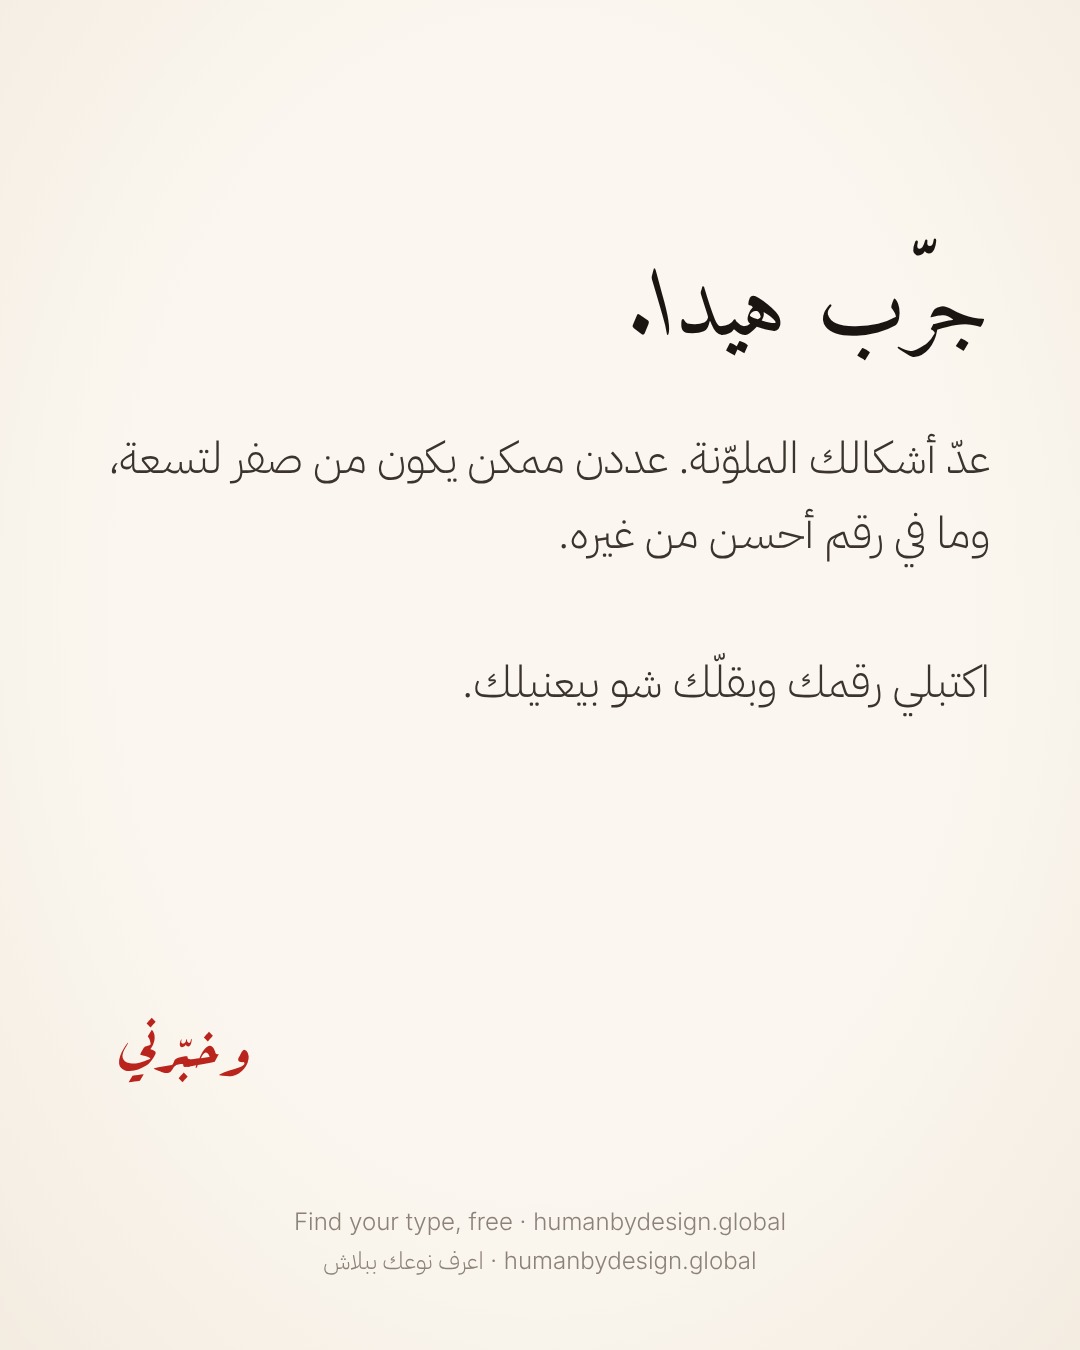 جرّب هيدا.
عدّ أشكالك الملوّنة. عددن ممكن يكون من صفر لتسعة،
وما في رقم أحسن من غيره.
اكتبلي رقمك وبقلّك شو بيعنيلك.
وخبّرني
Find your type, free · humanbydesign.global
اعرف نوعك ببلاش · humanbydesign.global